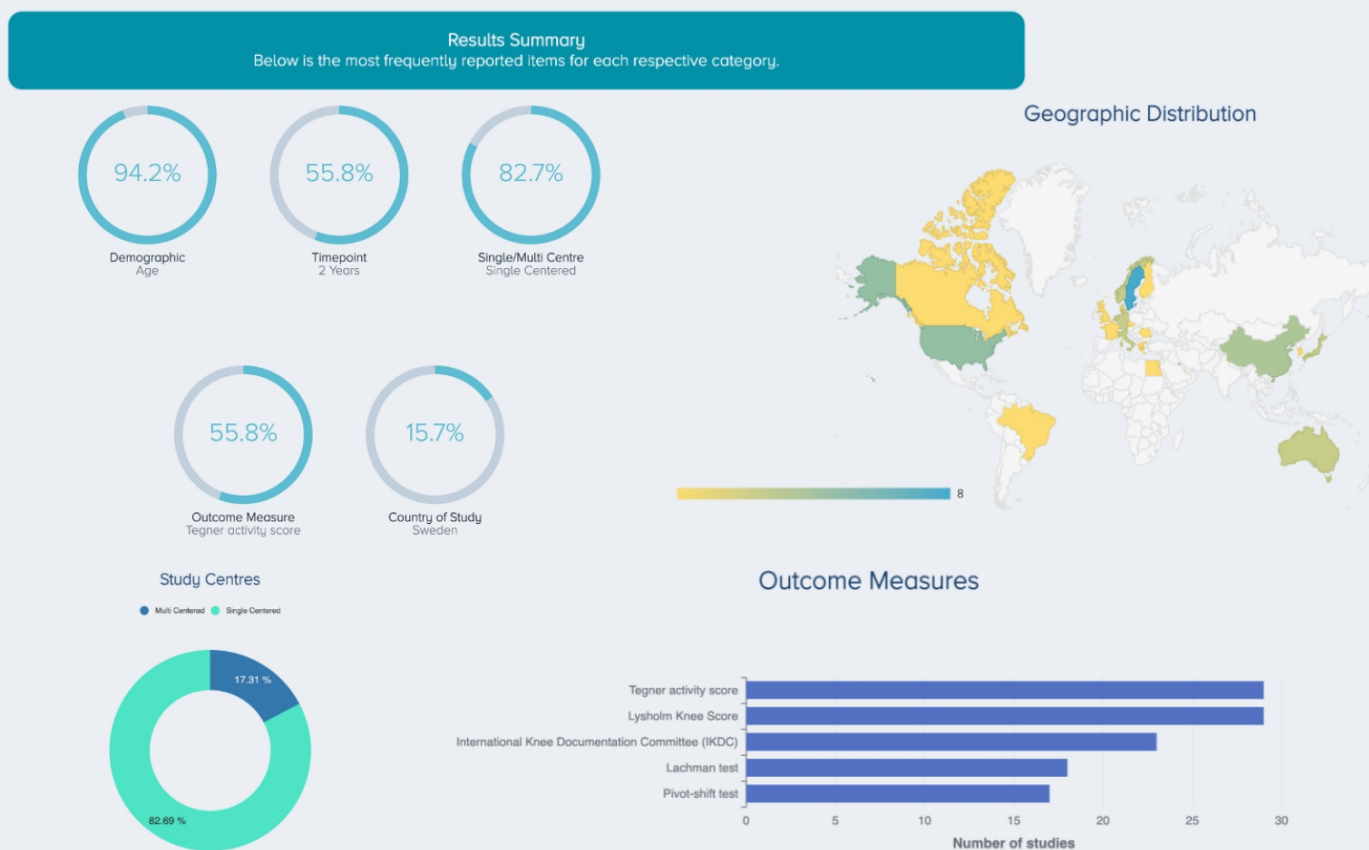 Results Summary
Below is the most frequently reported items for each respective category.
94.2%
Demographic
Age
55.8%
Timepoint
2 Years
82.7%
Single/Multi Centre
Single Centered
55.8%
Outcome Measure
Tegner activity score
15.7%
Country of Study
Sweden
Geographic Distribution
8
Study Centres
Multi Centered
Single Centered
17.31 %
82.69 %
Outcome Measures
Tegner activity score
Lysholm Knee Score
International Knee Documentation Committee (IKDC)
Lachman test
Pivot-shift test
0 5 10 15 20 25 30
Number of studies